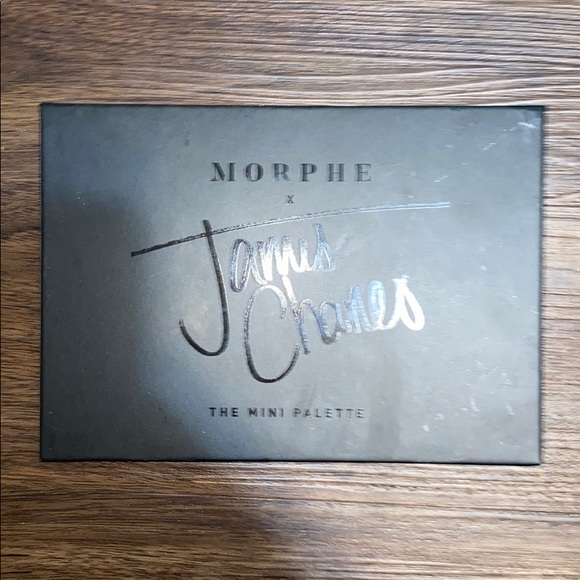 MORPHE
X
James
Charles
THE MINI PALETTE